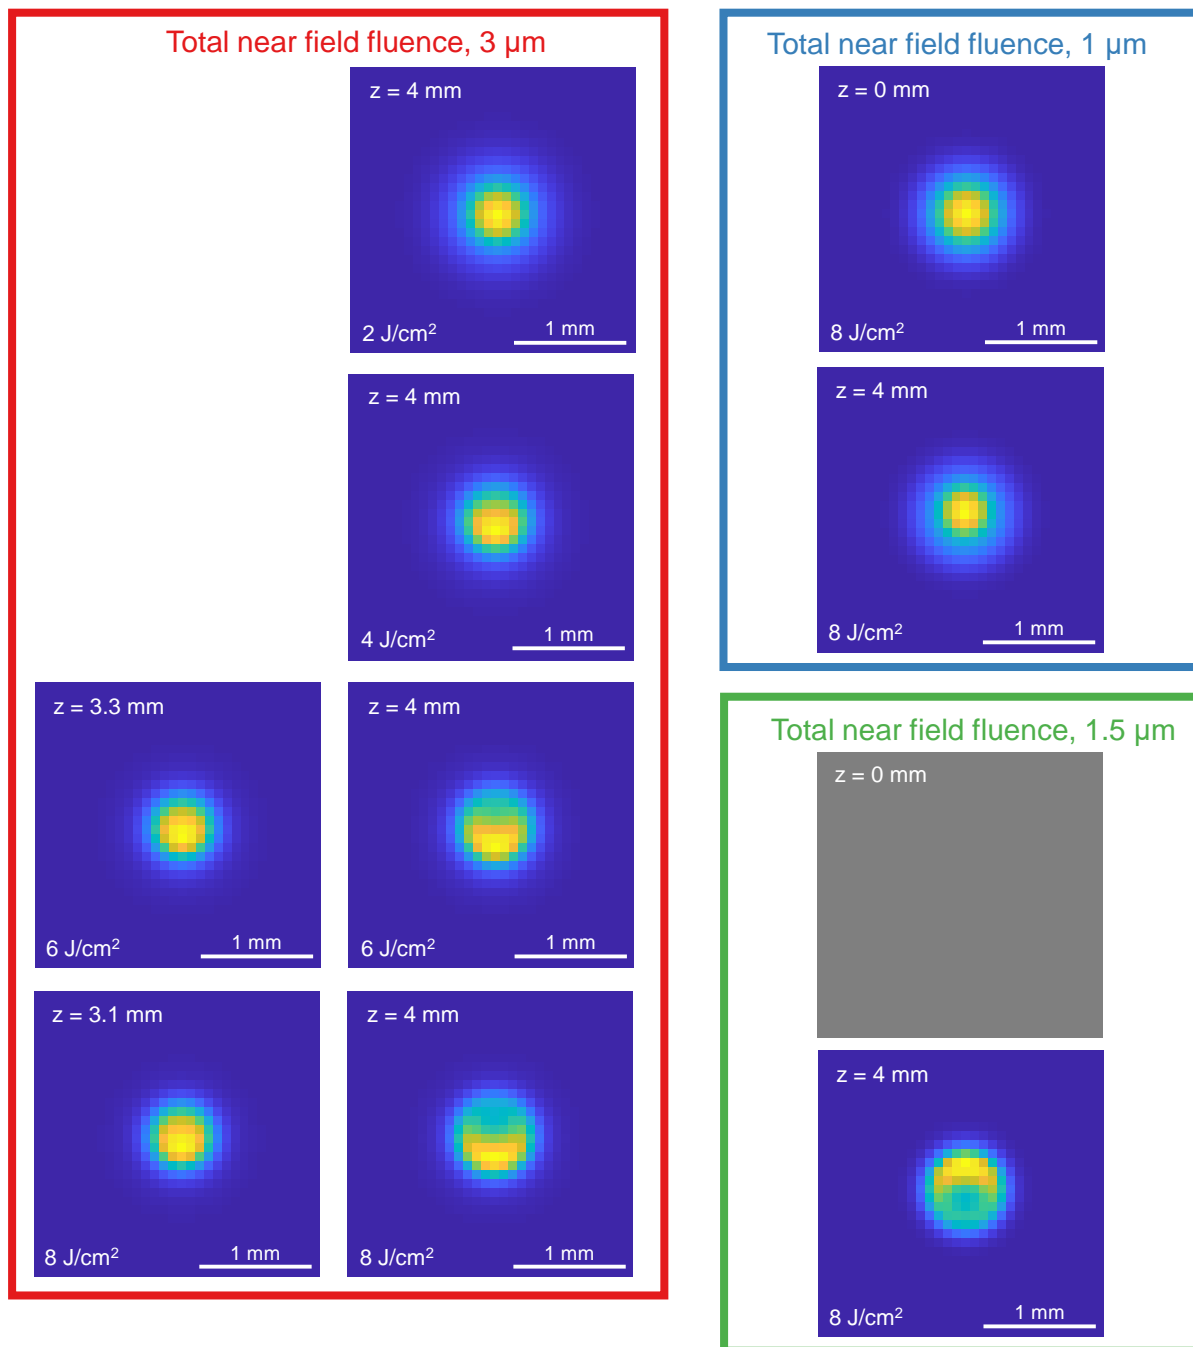 Total near field fluence, 3 μm
z = 4 mm
2 J/cm²
1 mm
z = 4 mm
4 J/cm²
1 mm
z = 3.3 mm
6 J/cm²
1 mm
z = 4 mm
6 J/cm²
1 mm
z = 3.1 mm
8 J/cm²
1 mm
z = 4 mm
8 J/cm²
1 mm
Total near field fluence, 1 μm
z = 0 mm
8 J/cm²
1 mm
z = 4 mm
8 J/cm²
1 mm
Total near field fluence, 1.5 μm
z = 0 mm
z = 4 mm
8 J/cm²
1 mm